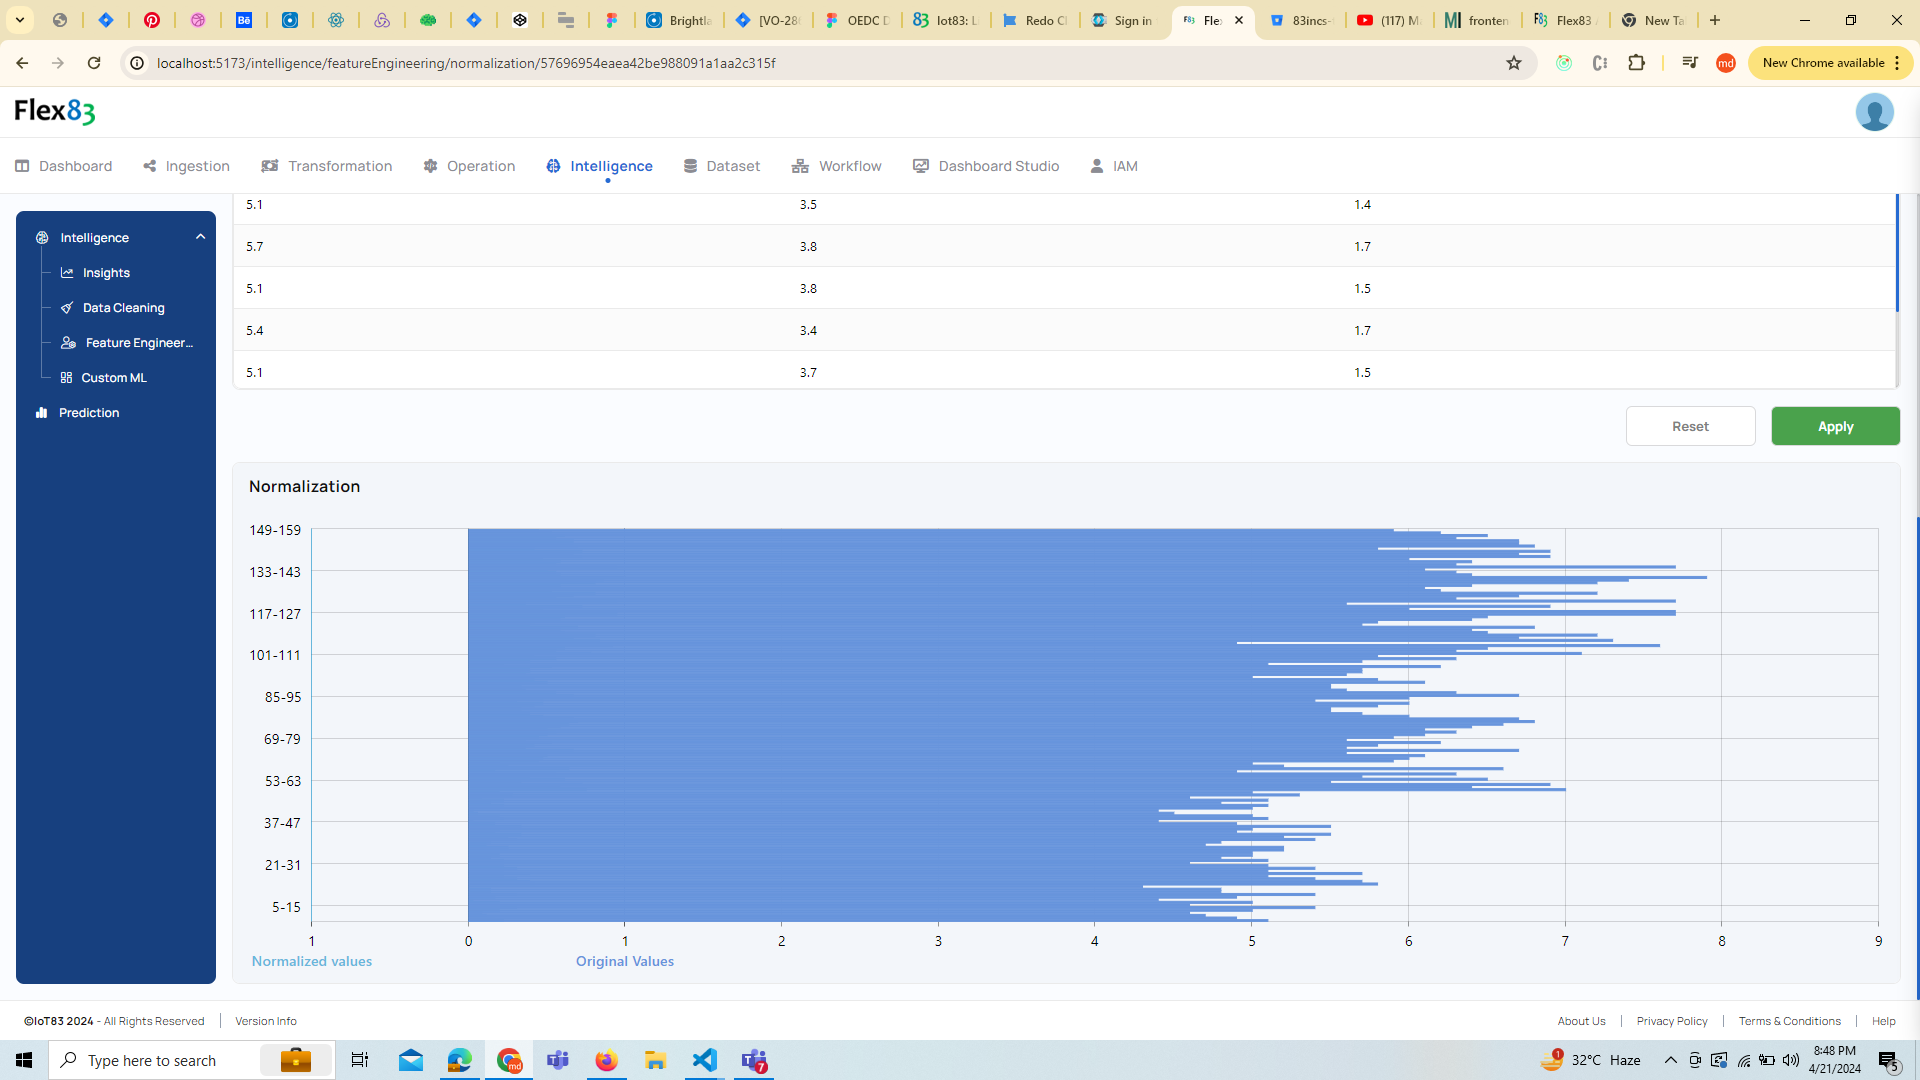 Brightla
[VO-286
OEDC D
Iot83: L
Redo Cl
Sign in
Fle
83incs-
(117) M
fronten
Flex83
New Ta
localhost:5173/intelligence/featureEngineering/normalization/57696954eaea42be988091a1aa2c315f
md
New Chrome available
Flex83
Dashboard
Ingestion
Transformation
Operation
Intelligence
Dataset
Workflow
Dashboard Studio
IAM
Intelligence
Insights
Data Cleaning
Feature Engineer...
Custom ML
Prediction
5.1 3.5 1.4
5.7 3.8 1.7
5.1 3.8 1.5
5.4 3.4 1.7
5.1 3.7 1.5
Reset
Apply
Normalization
149-159
133-143
117-127
101-111
85-95
69-79
53-63
37-47
21-31
5-15
1 0 1 2 3 4 5 6 7 8 9
Normalized values
Original Values
©IoT83 2024 - All Rights Reserved
Version Info
About Us
Privacy Policy
Terms & Conditions
Help
Type here to search
32°C Haze
8:48 PM
4/21/2024